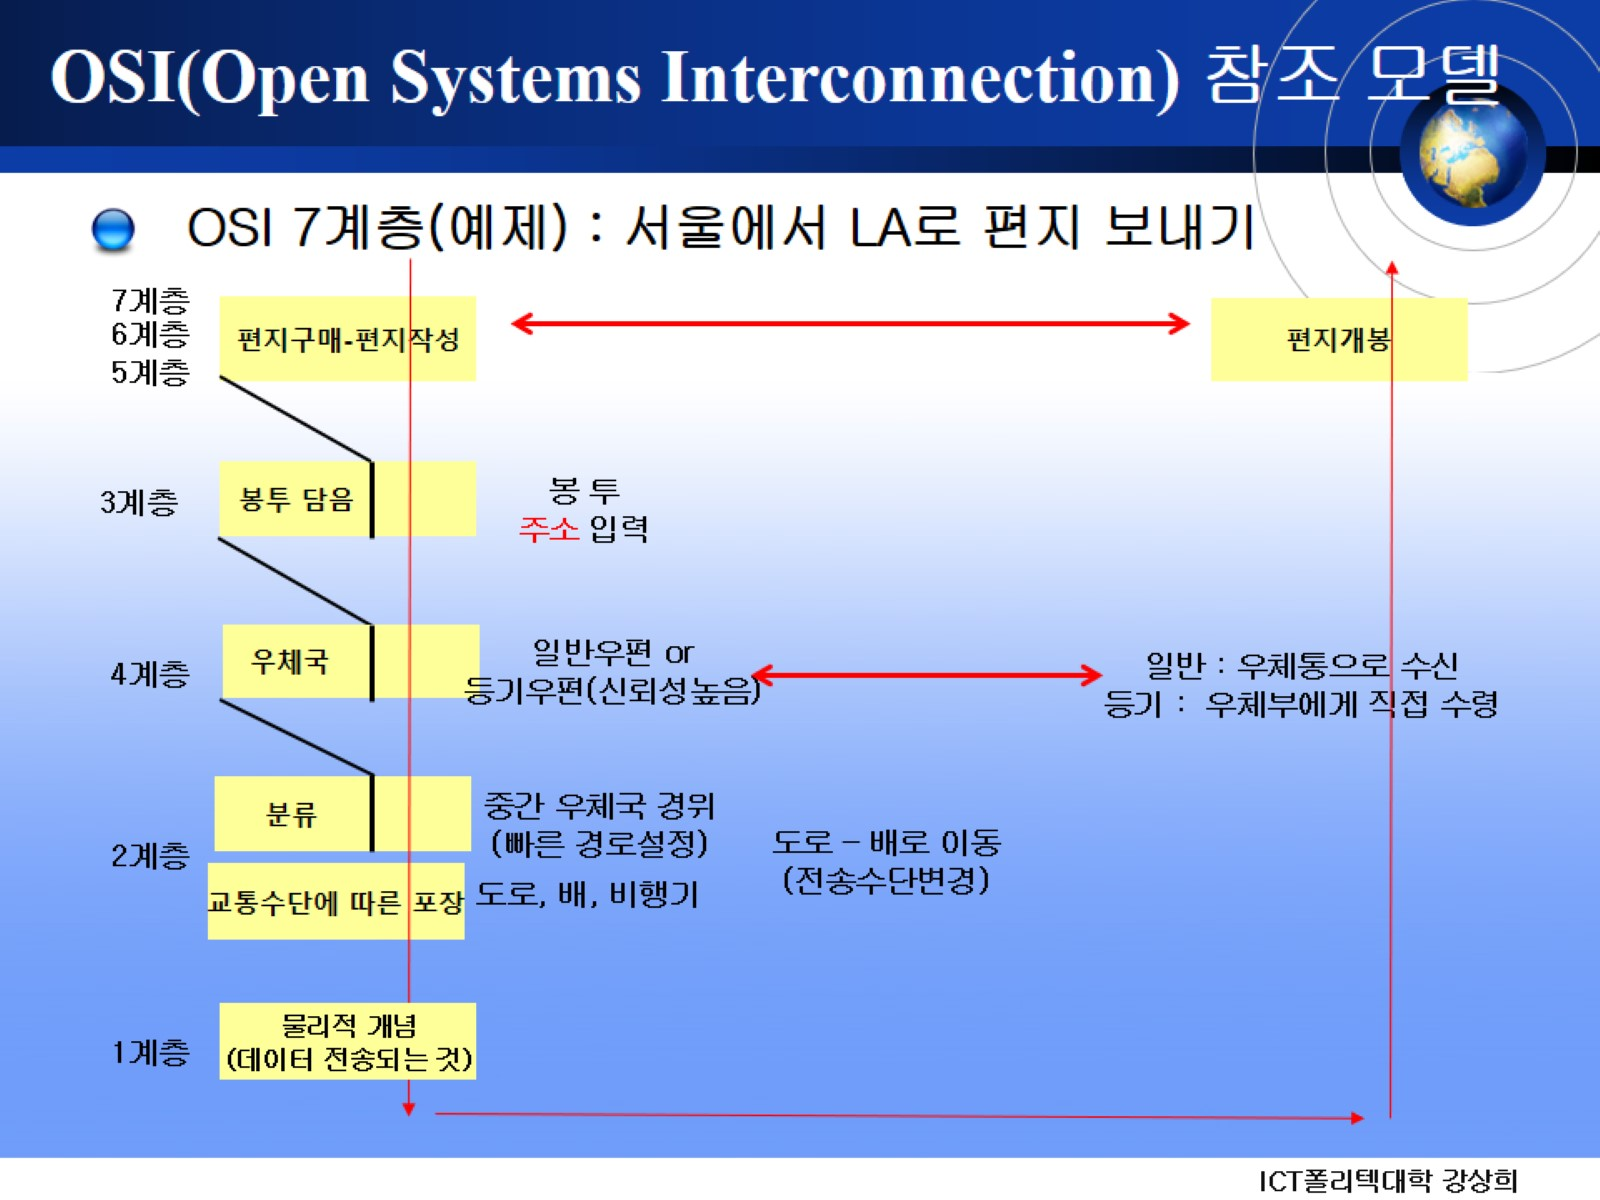 OSI(Open Systems Interconnection) 참조 모델
OSI 7계층(예제) : 서울에서 LA로 편지 보내기
7계층
6계층
5계층
편지구매-편지작성
편지개봉
3계층
봉투 담음
봉 투
주소 입력
4계층
우체국
일반우편 or
등기우편(신뢰성높음)
일반 : 우체통으로 수신
등기 : 우체부에게 직접 수령
2계층
분류
중간 우체국 경위
(빠른 경로설정)
도로 – 배로 이동
(전송수단변경)
교통수단에 따른 포장
도로, 배, 비행기
1계층
물리적 개념
(데이터 전송되는 것)
ICT폴리텍대학 강상희